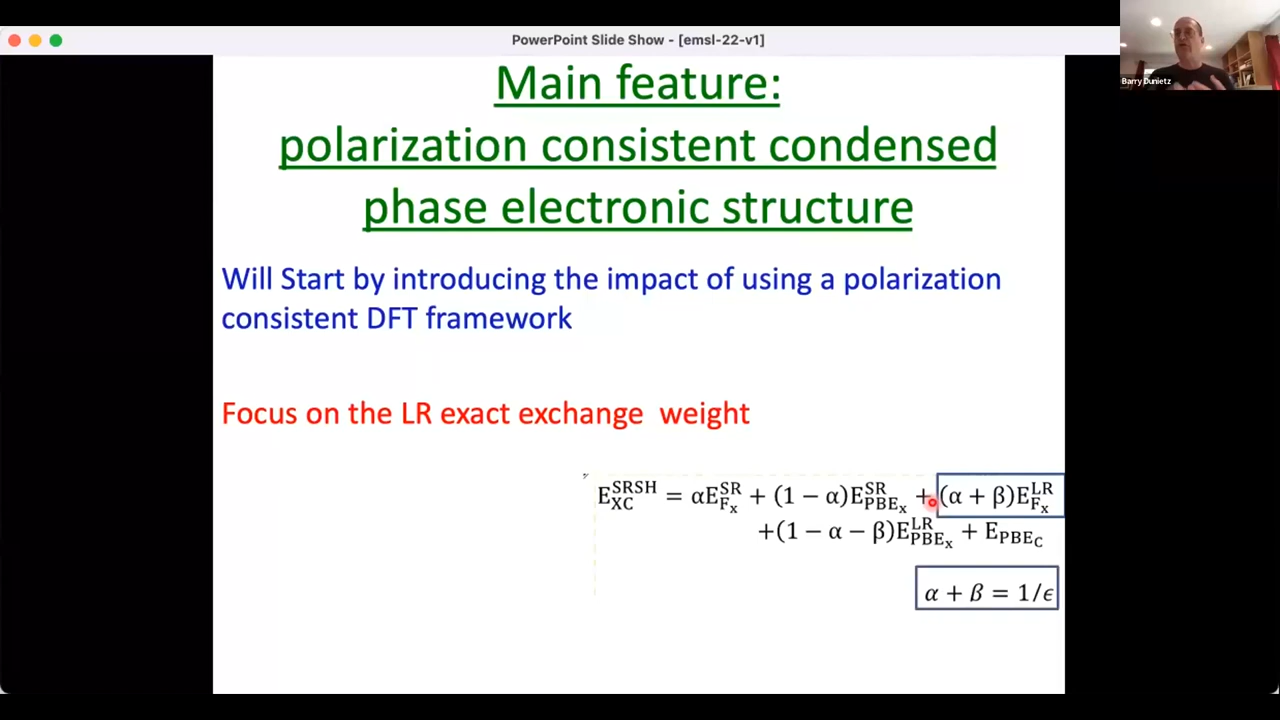 PowerPoint Slide Show - [emsl-22-v1]
Barry Dunietz
Main feature:
polarization consistent condensed
phase electronic structure
Will Start by introducing the impact of using a polarization
consistent DFT framework
Focus on the LR exact exchange weight
E_XC^SRSH = αE_Fx^SR + (1 − α)E_PBEx^SR + (α + β)E_Fx^LR
+(1 − α − β)E_PBEx^LR + E_PBEC
α + β = 1/ϵ